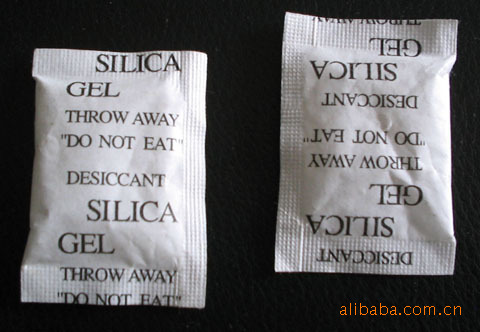 SILICA
GEL
THROW AWAY
"DO NOT EAT"
DESICCANT
SILICA
GEL
THROW AWAY
"DO NOT EAT"
DESICCANT
SILICA
GEL
THROW AWAY
"DO NOT EAT"
DESICCANT
SILICA
GEL
THROW AWAY
alibaba.com.cn